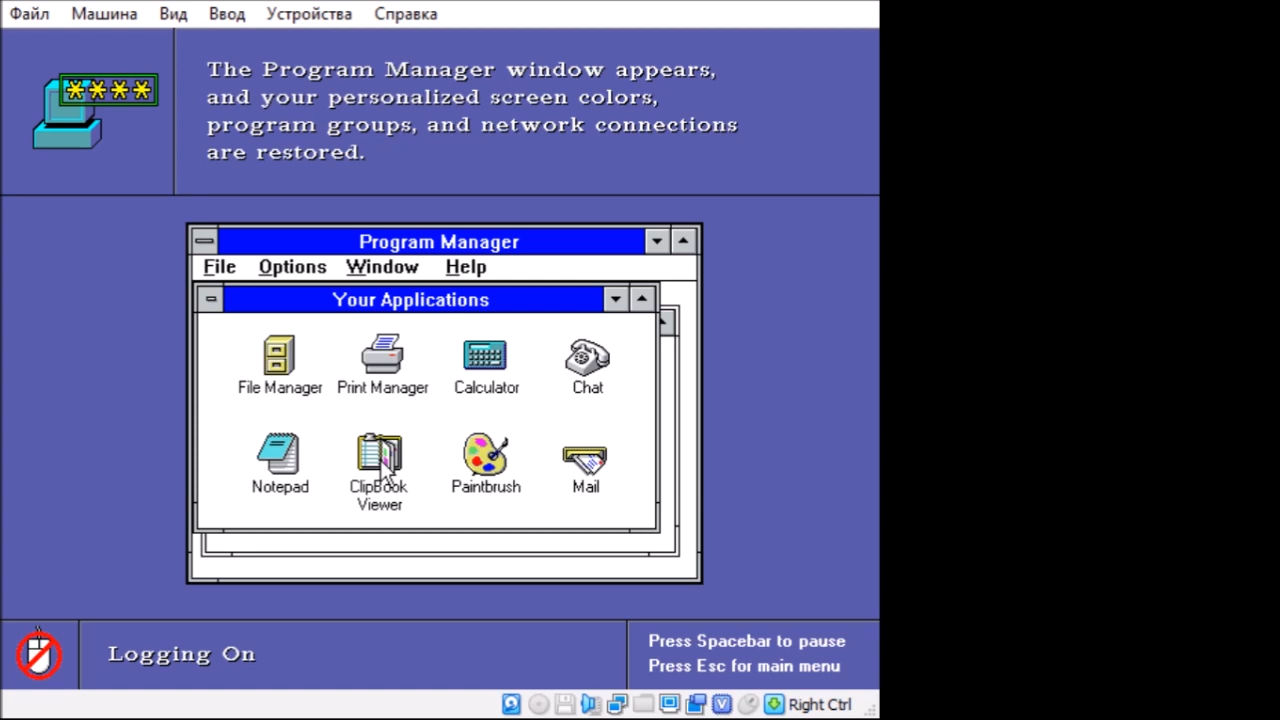 Файл Машина Вид Ввод Устройства Справка
****
The Program Manager window appears,
and your personalized screen colors,
program groups, and network connections
are restored.
Program Manager
File Options Window Help
Your Applications
File Manager Print Manager Calculator Chat
Notepad ClipBook Viewer Paintbrush Mail
Logging On
Press Spacebar to pause
Press Esc for main menu
Right Ctrl